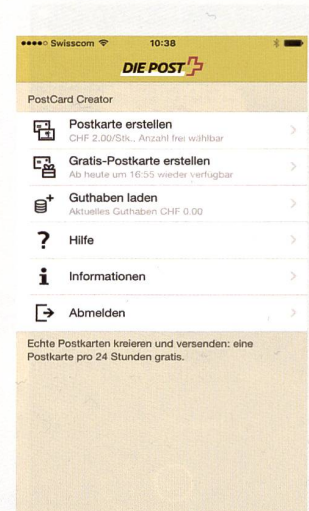 Swisscom 10:38
DIE POST
PostCard Creator
Postkarte erstellen
CHF 2.00/Stk., Anzahl frei wählbar
Gratis-Postkarte erstellen
Ab heute um 16:55 wieder verfügbar
Guthaben laden
Aktuelles Guthaben CHF 0.00
Hilfe
Informationen
Abmelden
Echte Postkarten kreieren und versenden: eine
Postkarte pro 24 Stunden gratis.